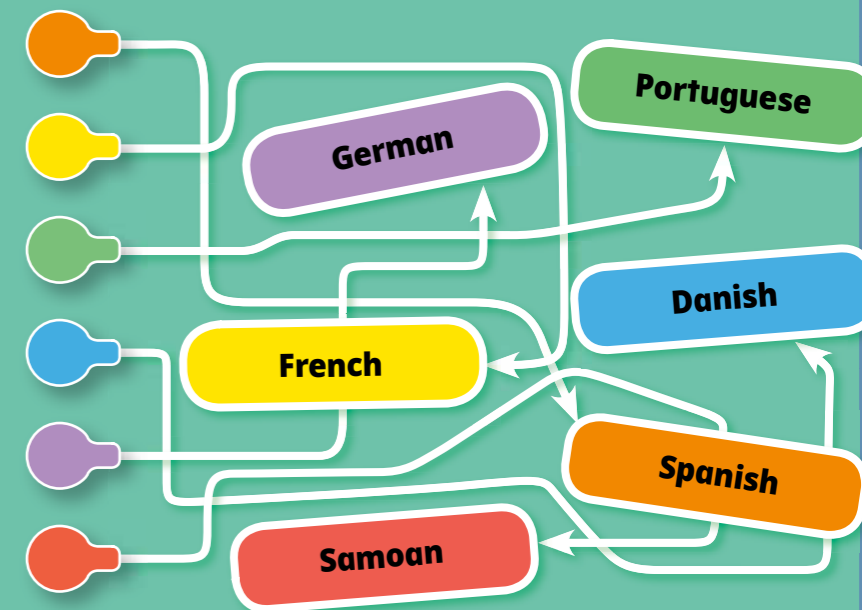 Portuguese
German
Danish
French
Spanish
Samoan